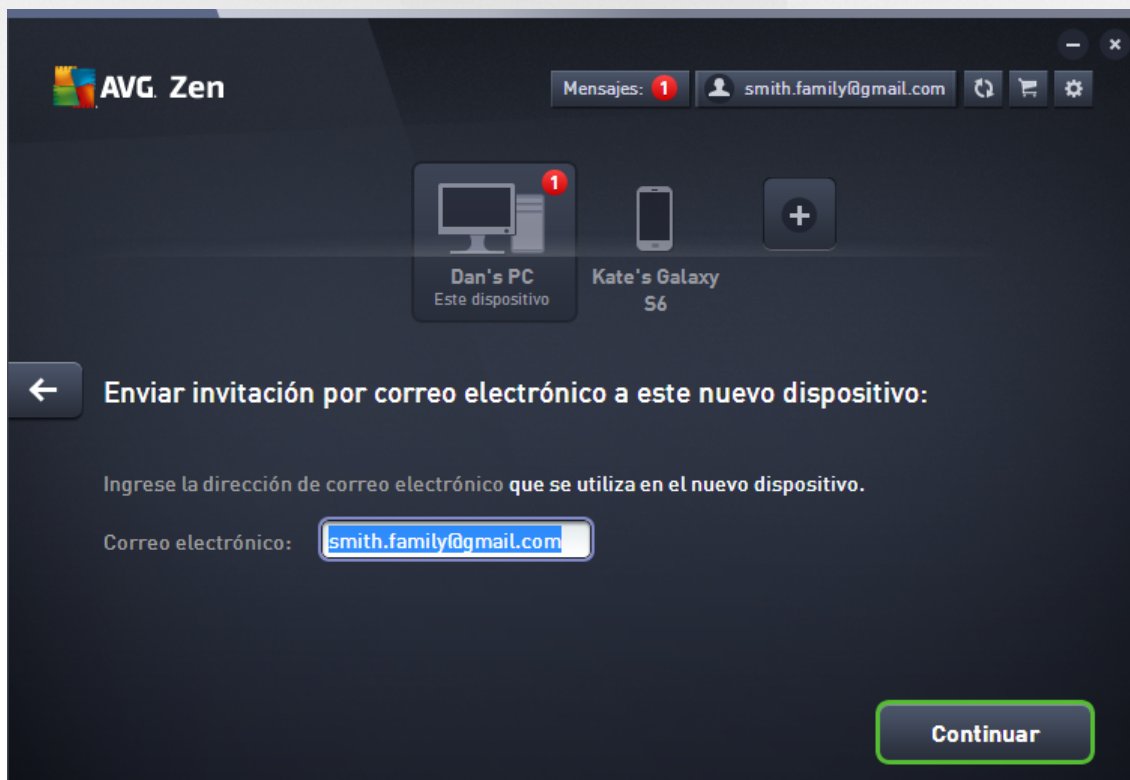 AVG. Zen
Mensajes: 1
smith.family@gmail.com
1
Dan's PC
Este dispositivo
Kate's Galaxy
S6
Enviar invitación por correo electrónico a este nuevo dispositivo:
Ingrese la dirección de correo electrónico que se utiliza en el nuevo dispositivo.
Correo electrónico: smith.family@gmail.com
Continuar